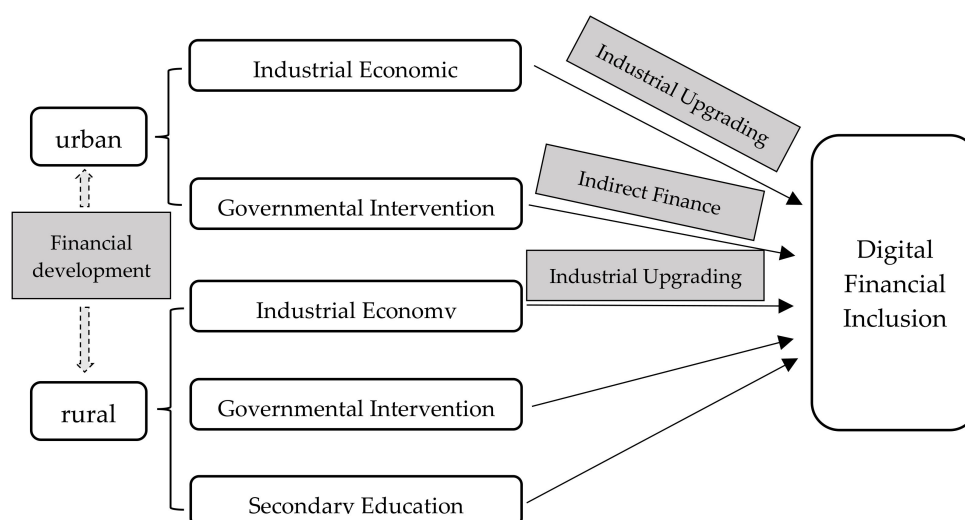 Industrial Economic
Industrial Upgrading
urban
Governmental Intervention
Indirect Finance
Financial
development
Industrial Economy
Industrial Upgrading
Digital
Financial
Inclusion
rural
Governmental Intervention
Secondary Education